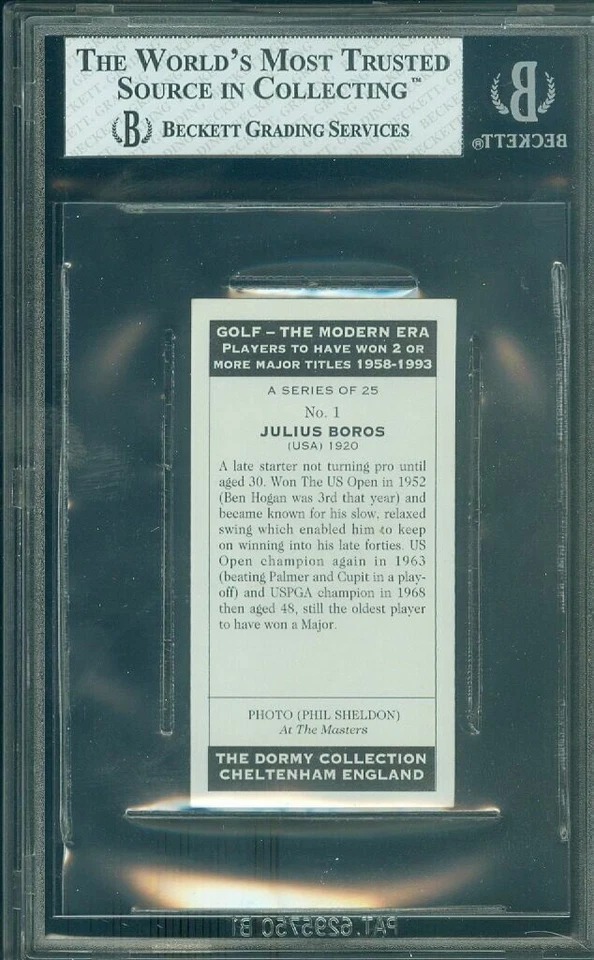 THE WORLD'S MOST TRUSTED
SOURCE IN COLLECTING™
B BECKETT GRADING SERVICES
B
BECKETT®
GOLF – THE MODERN ERA
PLAYERS TO HAVE WON 2 OR
MORE MAJOR TITLES 1958-1993
A SERIES OF 25
No. 1
JULIUS BOROS
(USA) 1920
A late starter not turning pro until
aged 30. Won The US Open in 1952
(Ben Hogan was 3rd that year) and
became known for his slow, relaxed
swing which enabled him to keep
on winning into his late forties. US
Open champion again in 1963
(beating Palmer and Cupit in a play-
off) and USPGA champion in 1968
then aged 48, still the oldest player
to have won a Major.
PHOTO (PHIL SHELDON)
At The Masters
THE DORMY COLLECTION
CHELTENHAM ENGLAND
PAT. 6295750 B1